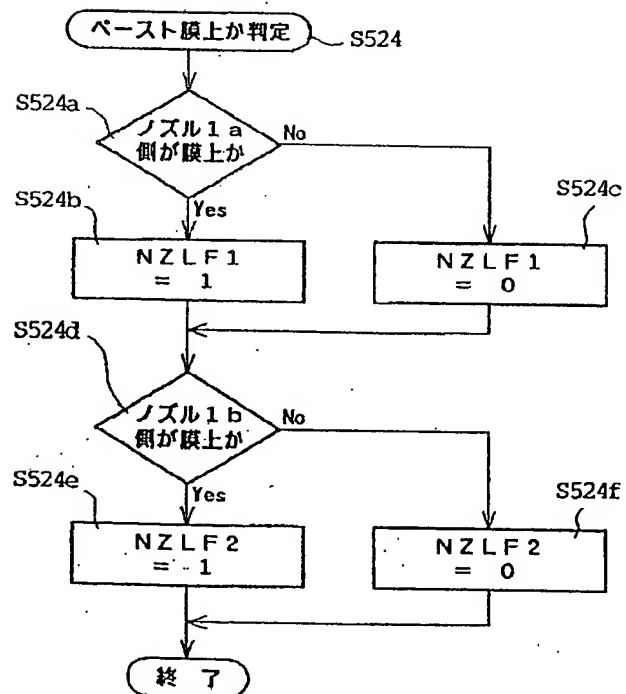 ペースト膜上か判定
S524
S524a
ノズル1a
側が膜上か
No
Yes
S524b
NZLF1
= 1
S524c
NZLF1
= 0
S524d
ノズル1b
側が膜上か
No
Yes
S524e
NZLF2
= 1
S524f
NZLF2
= 0
終了